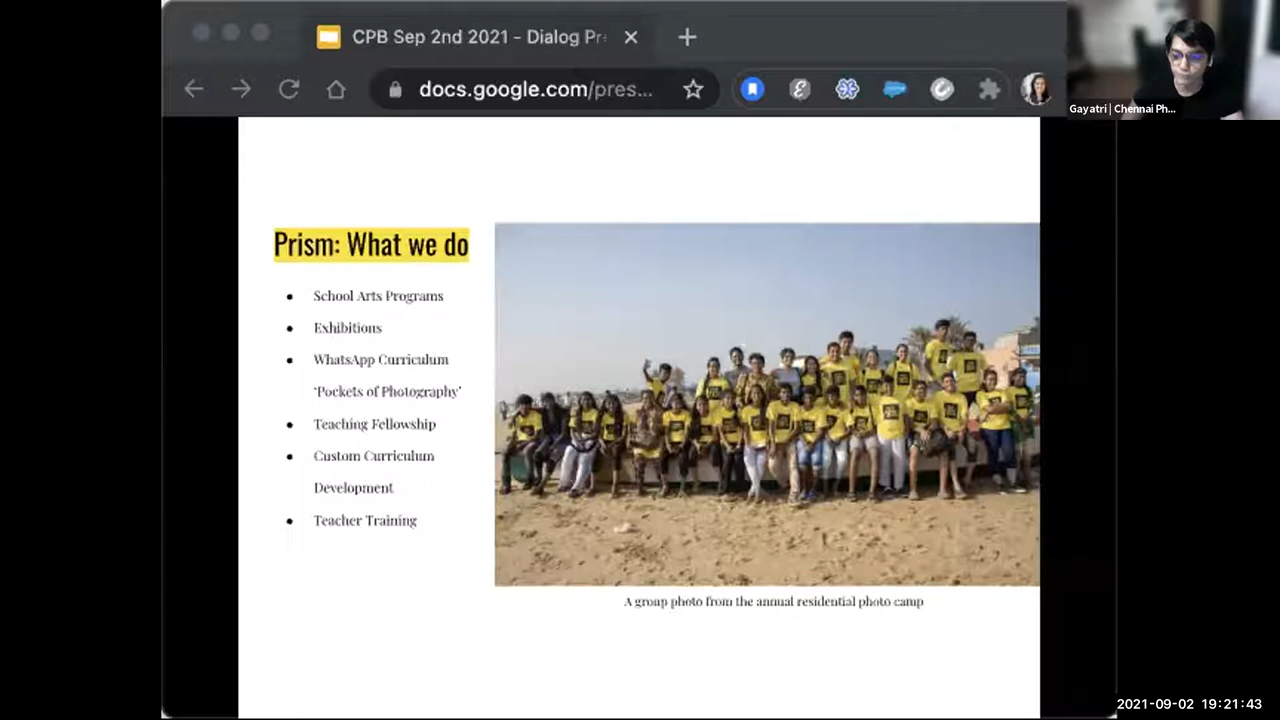 CPB Sep 2nd 2021 - Dialog Pr
docs.google.com/pres...
Gayatri | Chennai Ph...
Prism: What we do
● School Arts Programs
● Exhibitions
● WhatsApp Curriculum
‘Pockets of Photography’
● Teaching Fellowship
● Custom Curriculum
Development
● Teacher Training
A group photo from the annual residential photo camp
2021-09-02 19:21:43